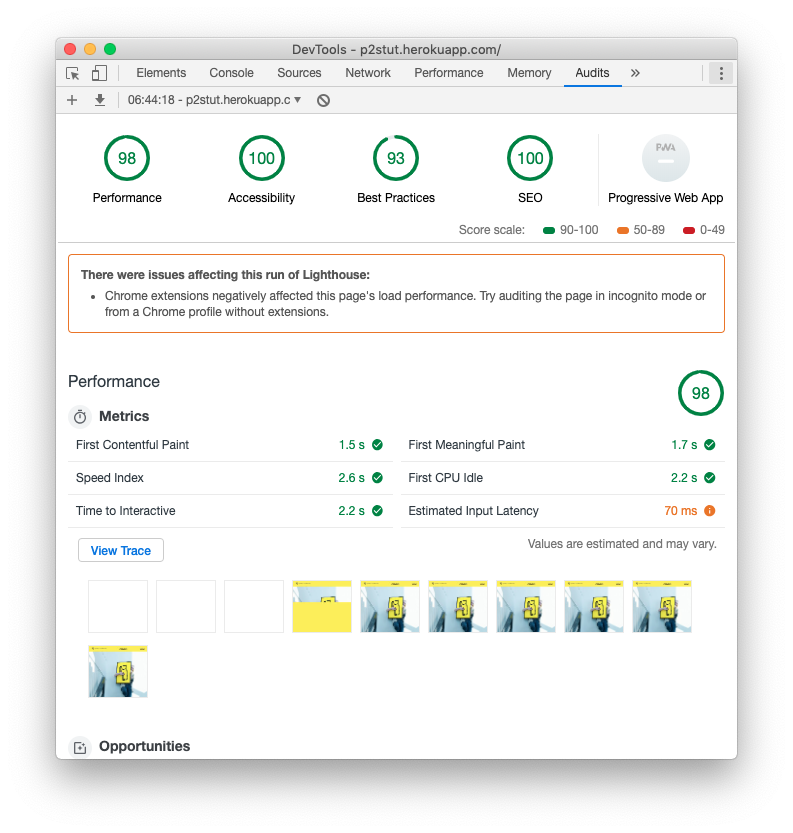 DevTools - p2stut.herokuapp.com/
Elements Console Sources Network Performance Memory Audits »
06:44:18 - p2stut.herokuapp.c
98 100 93 100 PWA
Performance Accessibility Best Practices SEO Progressive Web App
Score scale: 90-100 50-89 0-49
There were issues affecting this run of Lighthouse:
• Chrome extensions negatively affected this page's load performance. Try auditing the page in incognito mode or
from a Chrome profile without extensions.
Performance 98
Metrics
First Contentful Paint 1.5 s First Meaningful Paint 1.7 s
Speed Index 2.6 s First CPU Idle 2.2 s
Time to Interactive 2.2 s Estimated Input Latency 70 ms
View Trace Values are estimated and may vary.
Opportunities